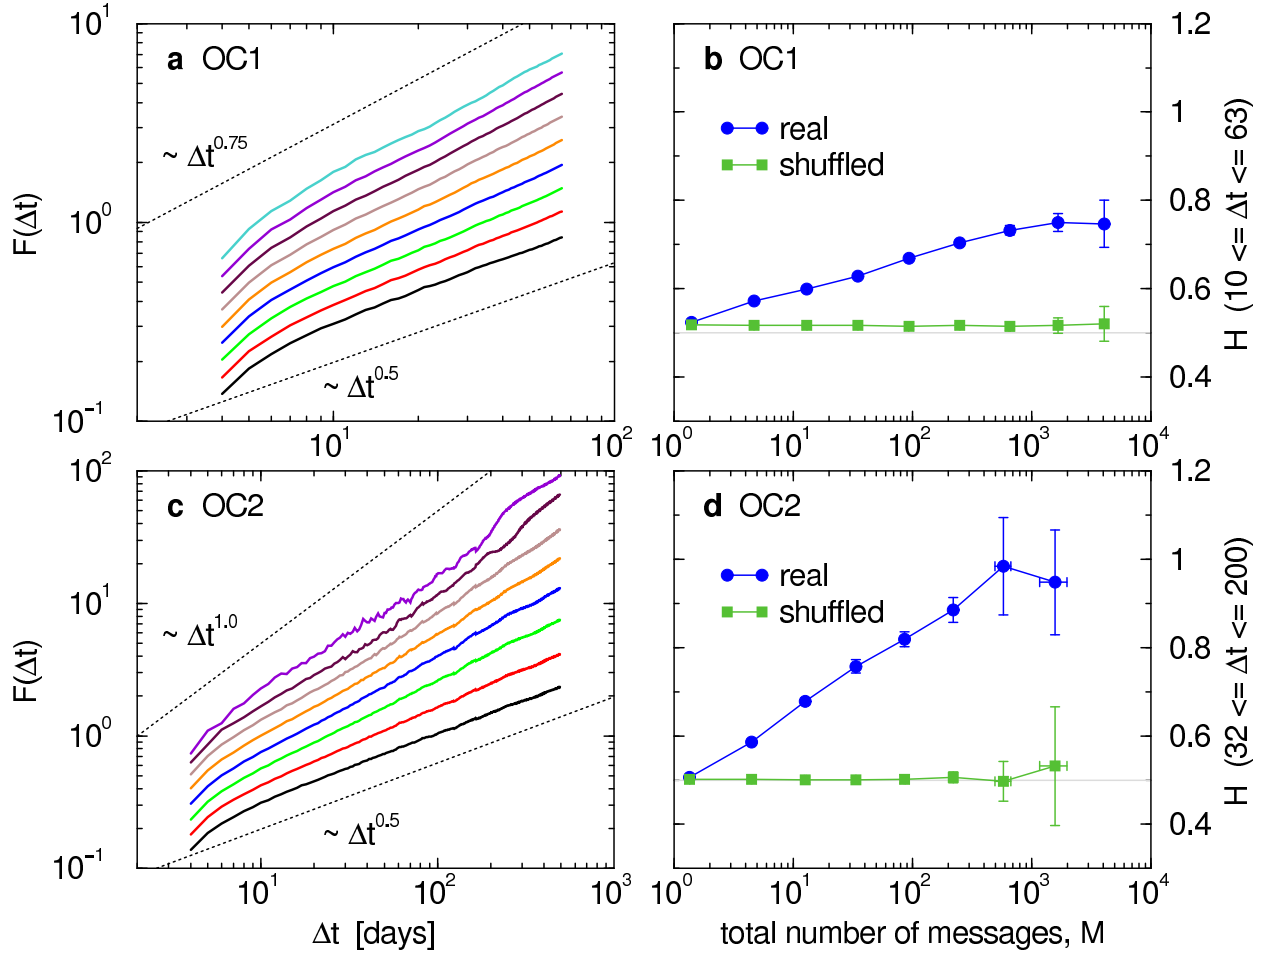 a OC1
10^1
10^0
10^-1
F(Δt)
~ Δt^0.75
~ Δt^0.5
10^1
10^2
b OC1
real
shuffled
1.2
1
0.8
0.6
0.4
H (10 <= Δt <= 63)
10^0
10^1
10^2
10^3
10^4
c OC2
10^2
10^1
10^0
10^-1
F(Δt)
~ Δt^1.0
~ Δt^0.5
10^1
10^2
10^3
Δt [days]
d OC2
real
shuffled
1.2
1
0.8
0.6
0.4
H (32 <= Δt <= 200)
10^0
10^1
10^2
10^3
10^4
total number of messages, M